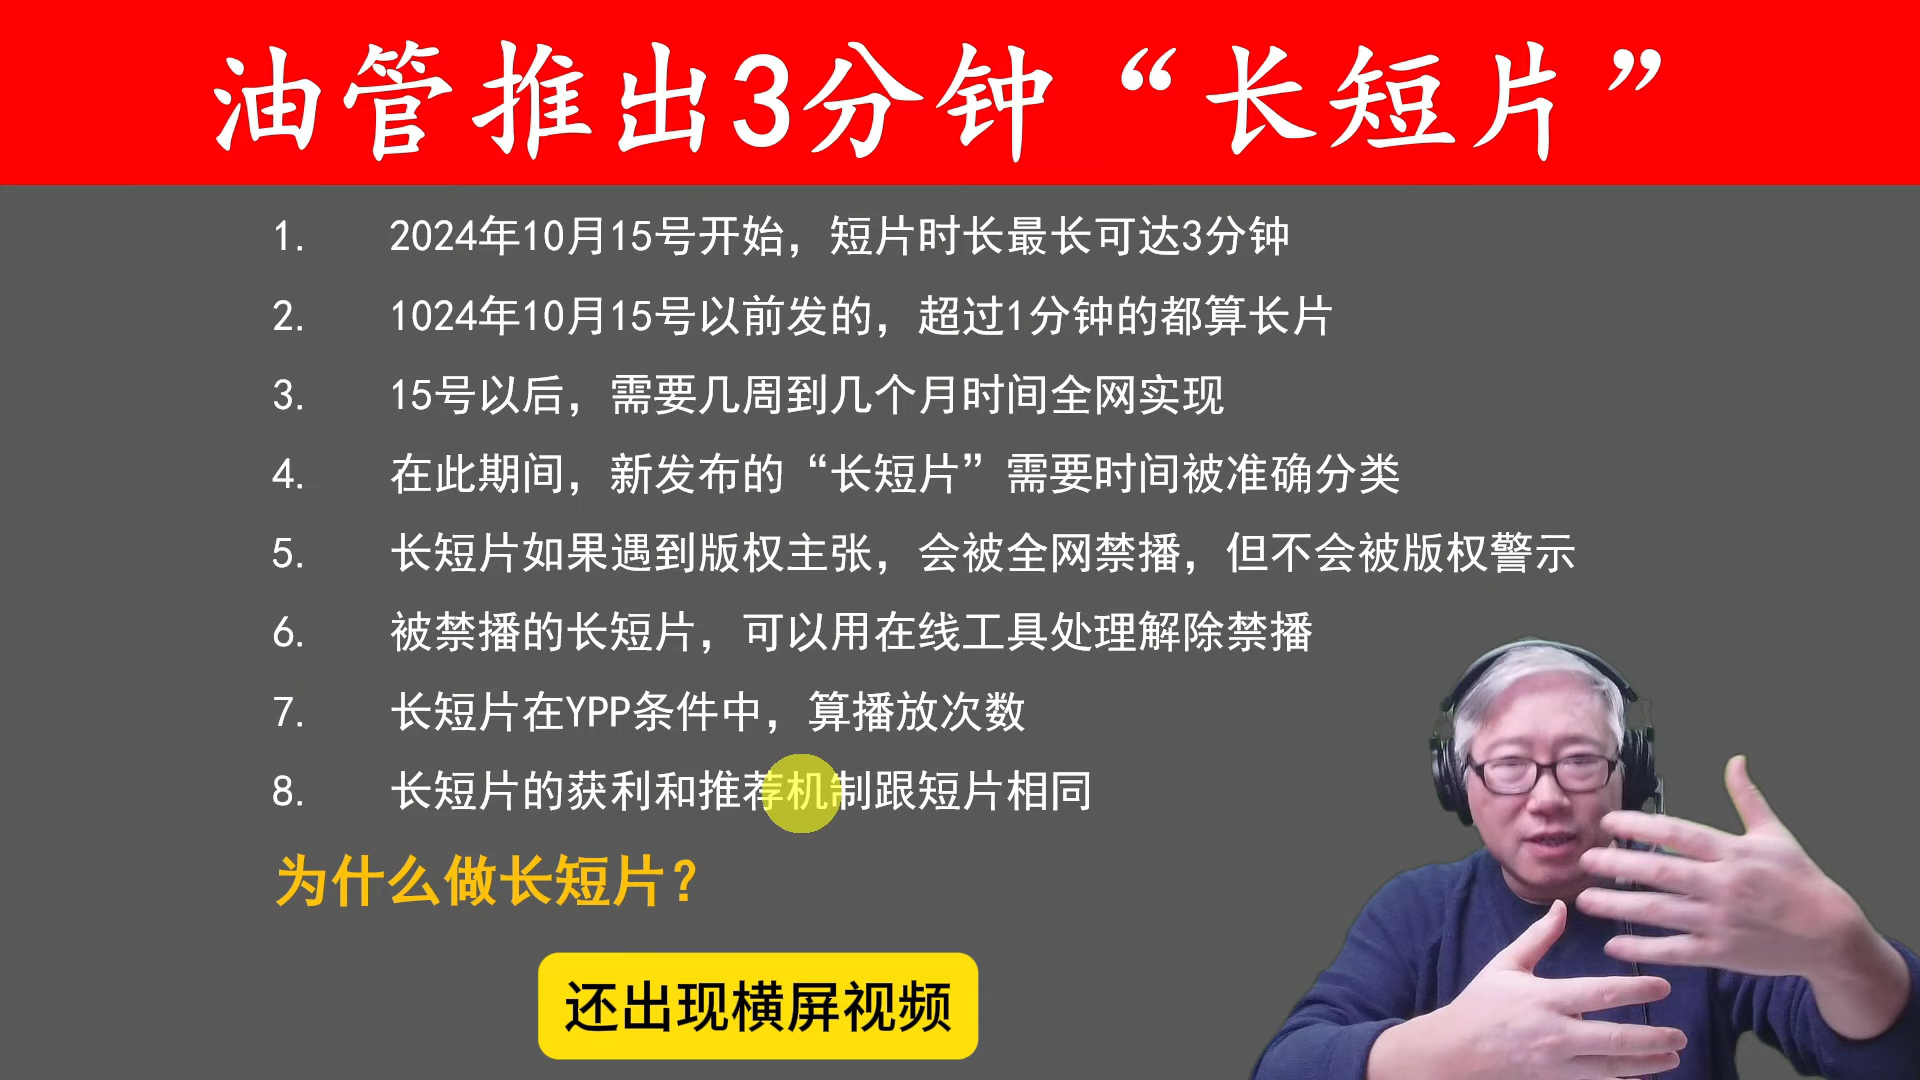 油管推出3分钟“长短片”
1. 2024年10月15号开始，短片时长最长可达3分钟
2. 1024年10月15号以前发的，超过1分钟的都算长片
3. 15号以后，需要几周到几个月时间全网实现
4. 在此期间，新发布的“长短片”需要时间被准确分类
5. 长短片如果遇到版权主张，会被全网禁播，但不会被版权警示
6. 被禁播的长短片，可以用在线工具处理解除禁播
7. 长短片在YPP条件中，算播放次数
8. 长短片的获利和推荐机制跟短片相同
为什么做长短片？
还出现横屏视频